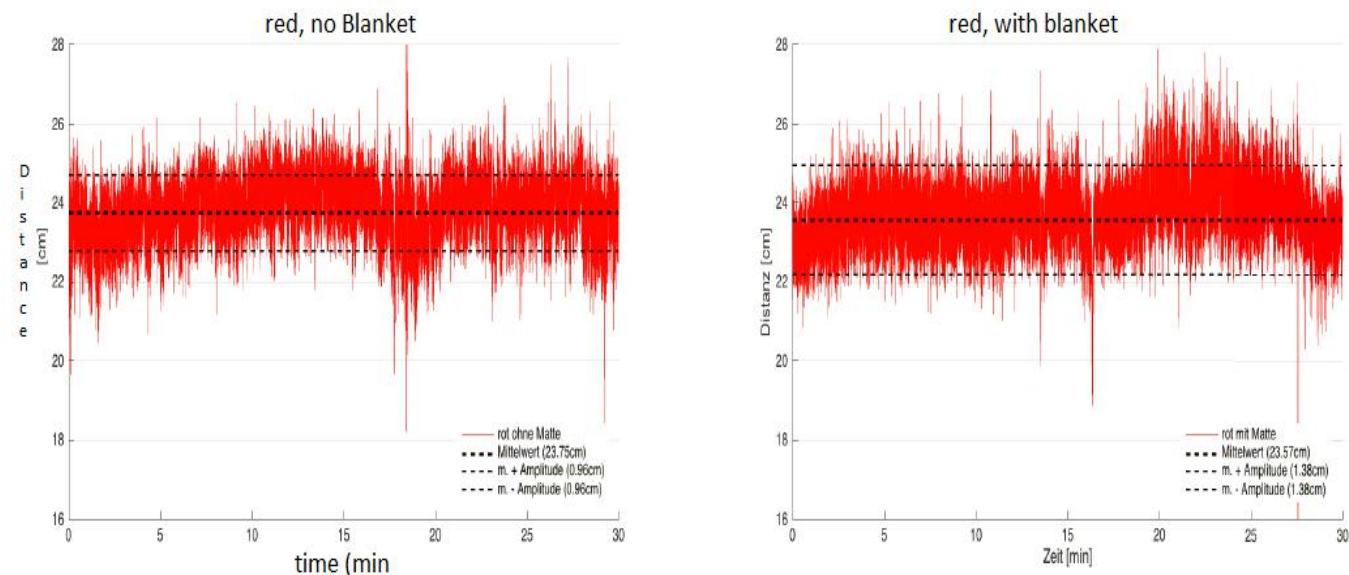 red, no Blanket
28
26
24
22
20
18
16
Distance
[cm]
0
5
10
15
20
25
30
time (min
rot ohne Matte
Mittelwert (23.75cm)
m. + Amplitude (0.96cm)
m. - Amplitude (0.96cm)
red, with blanket
28
26
24
22
20
18
16
Distanz [cm]
0
5
10
15
20
25
30
Zeit [min]
rot mit Matte
Mittelwert (23.57cm)
m. + Amplitude (1.38cm)
m. - Amplitude (1.38cm)